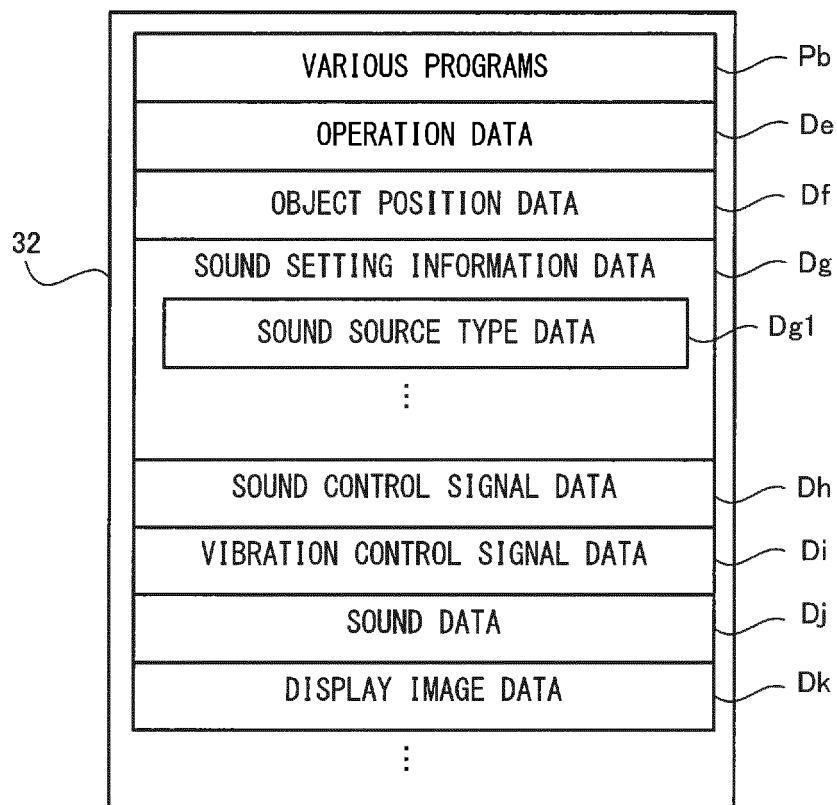 VARIOUS PROGRAMS Pb
OPERATION DATA De
OBJECT POSITION DATA Df
32
SOUND SETTING INFORMATION DATA Dg
SOUND SOURCE TYPE DATA Dg1
⋮
SOUND CONTROL SIGNAL DATA Dh
VIBRATION CONTROL SIGNAL DATA Di
SOUND DATA Dj
DISPLAY IMAGE DATA Dk
⋮